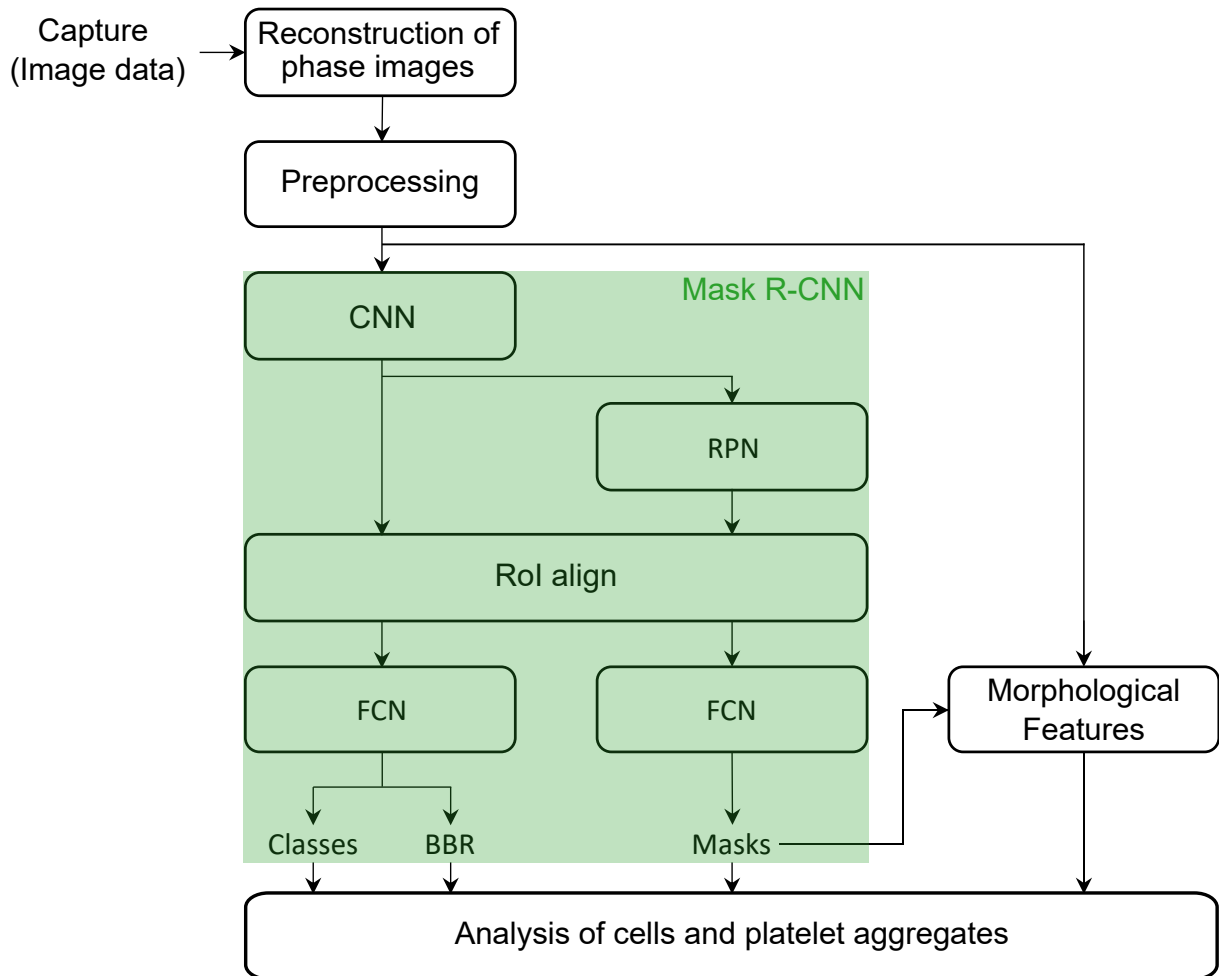 Capture
(Image data)
Reconstruction of
phase images
Preprocessing
Mask R-CNN
CNN
RPN
RoI align
FCN
FCN
Morphological
Features
Classes
BBR
Masks
Analysis of cells and platelet aggregates